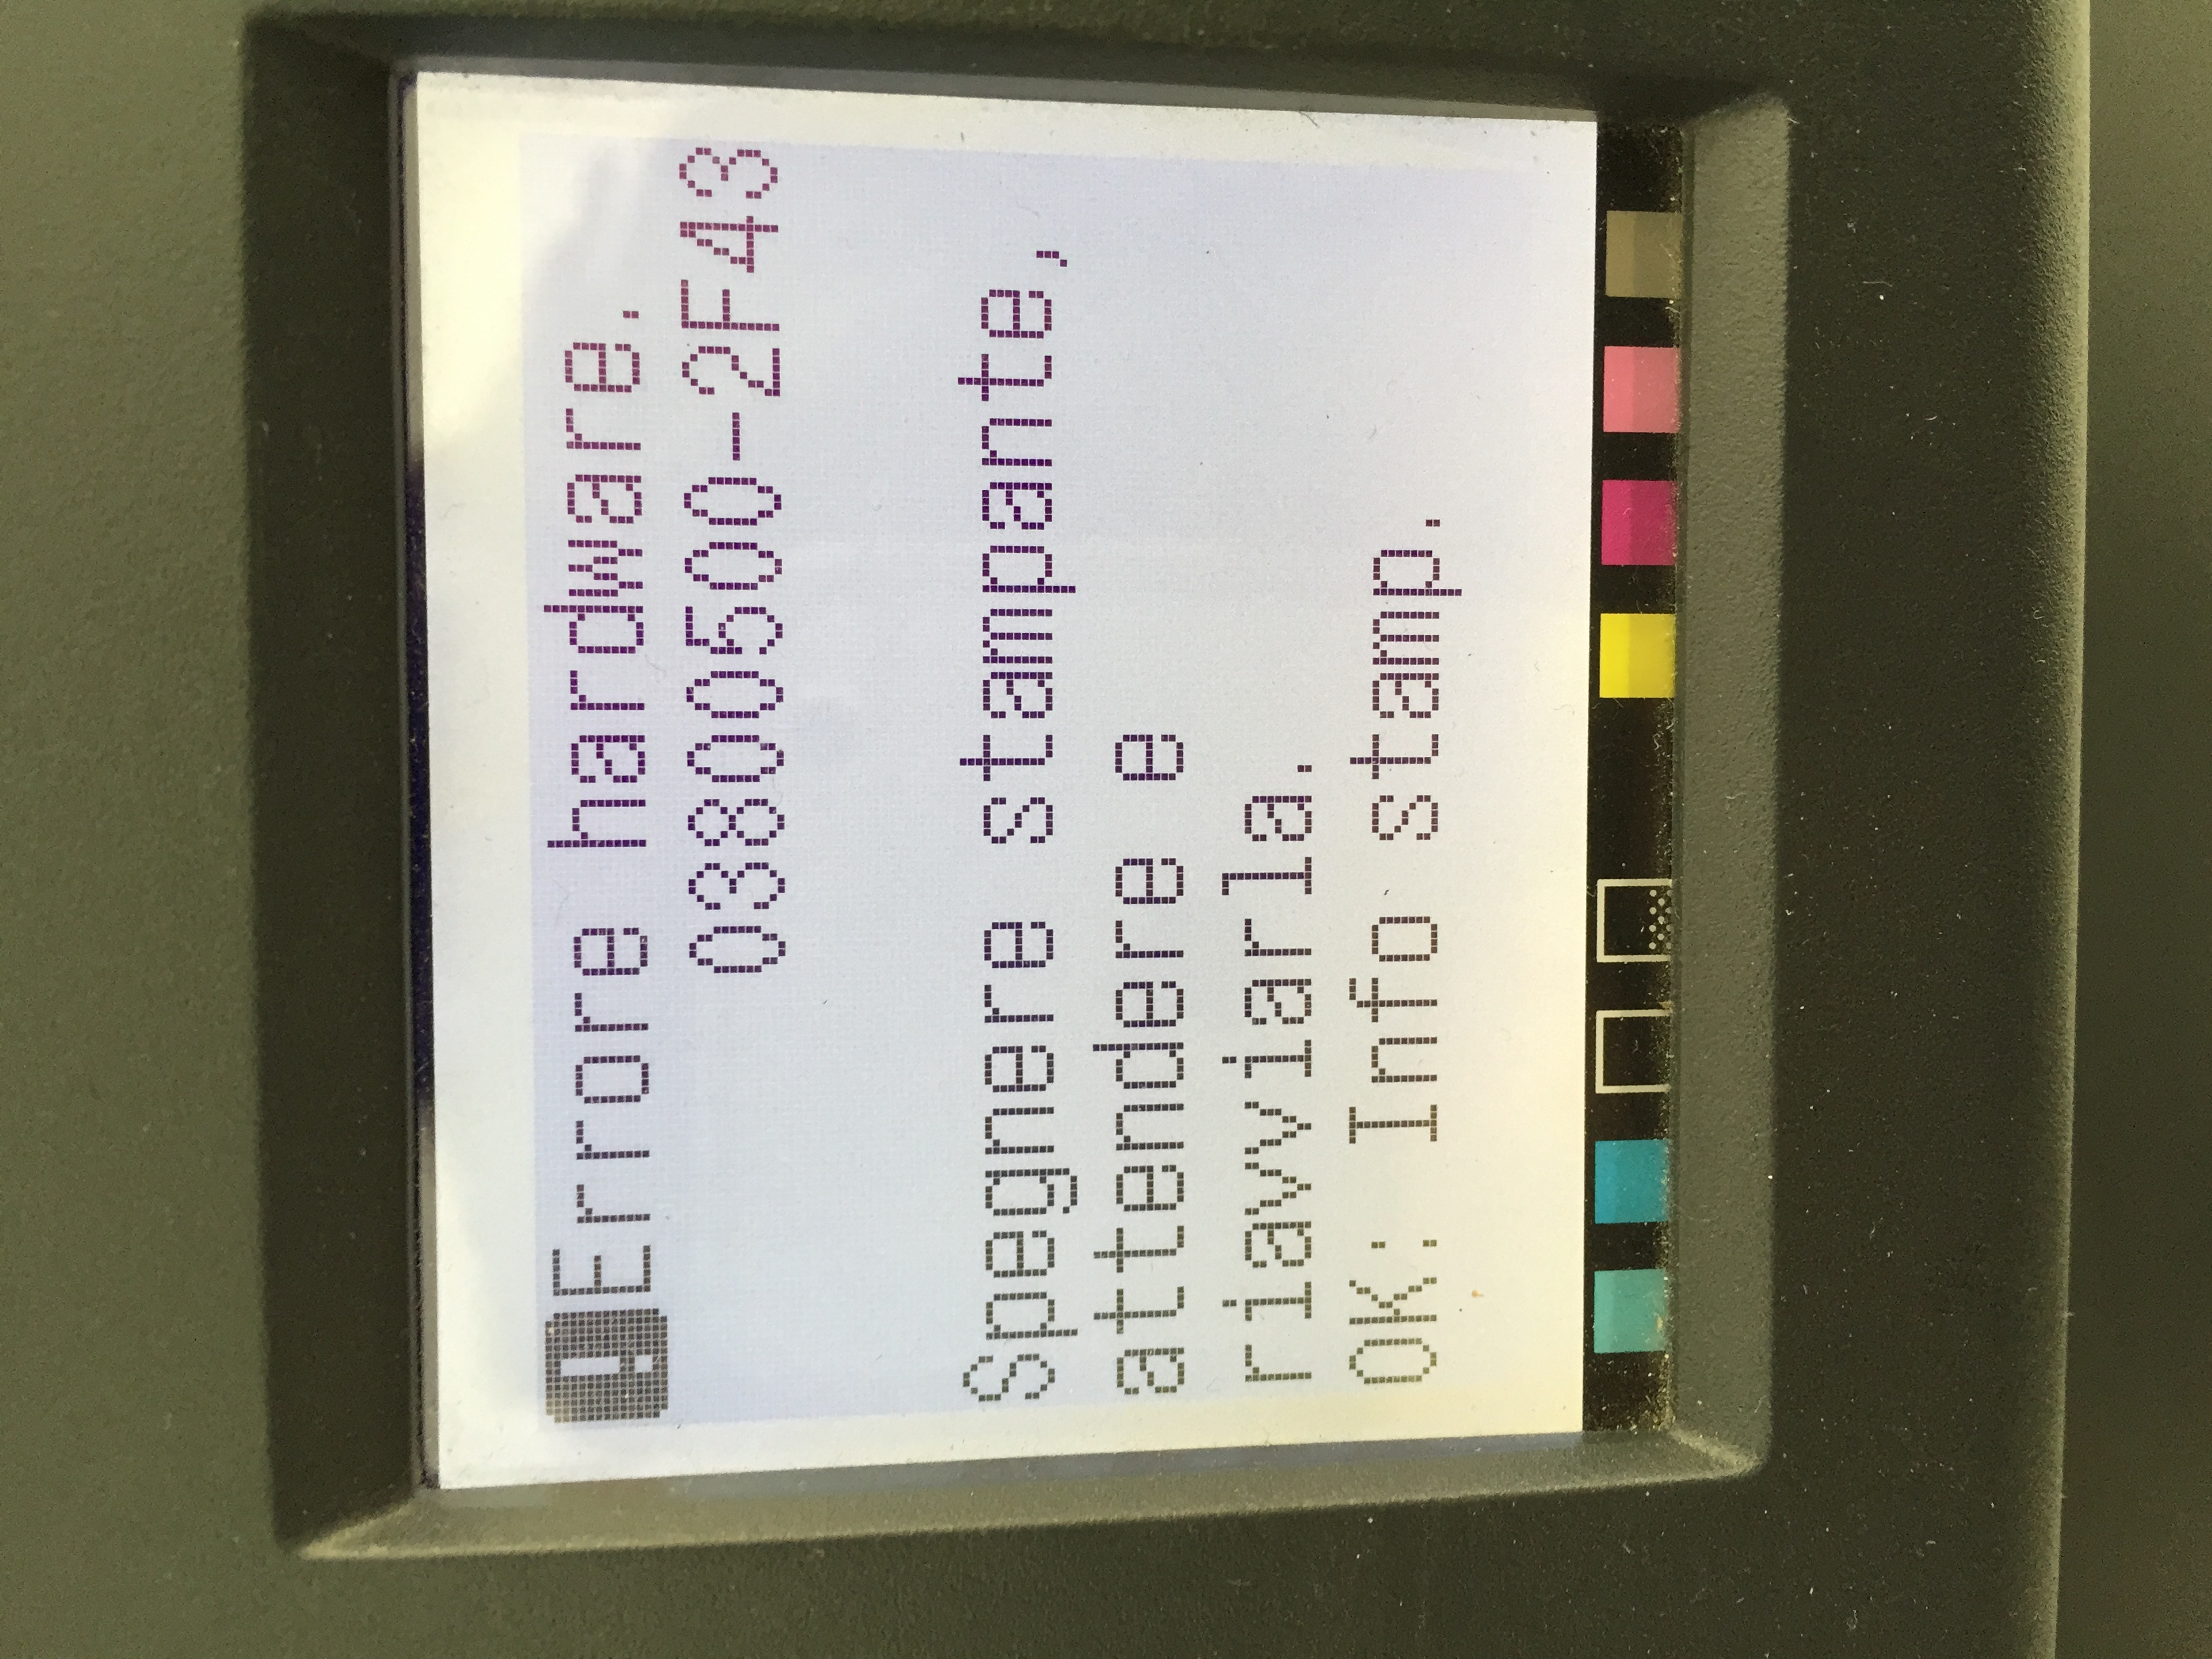 Errore hardware.
03800500-2F43
Spegnere stampante,
attendere e
riavviarla.
OK: Info stamp.